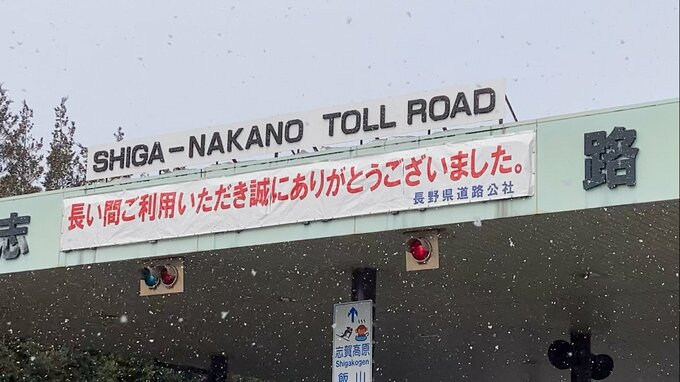 SHIGA-NAKANO TOLL ROAD
志
路
長い間ご利用いただき誠にありがとうございました。
長野県道路公社
志賀高原
Shigakogen
飯